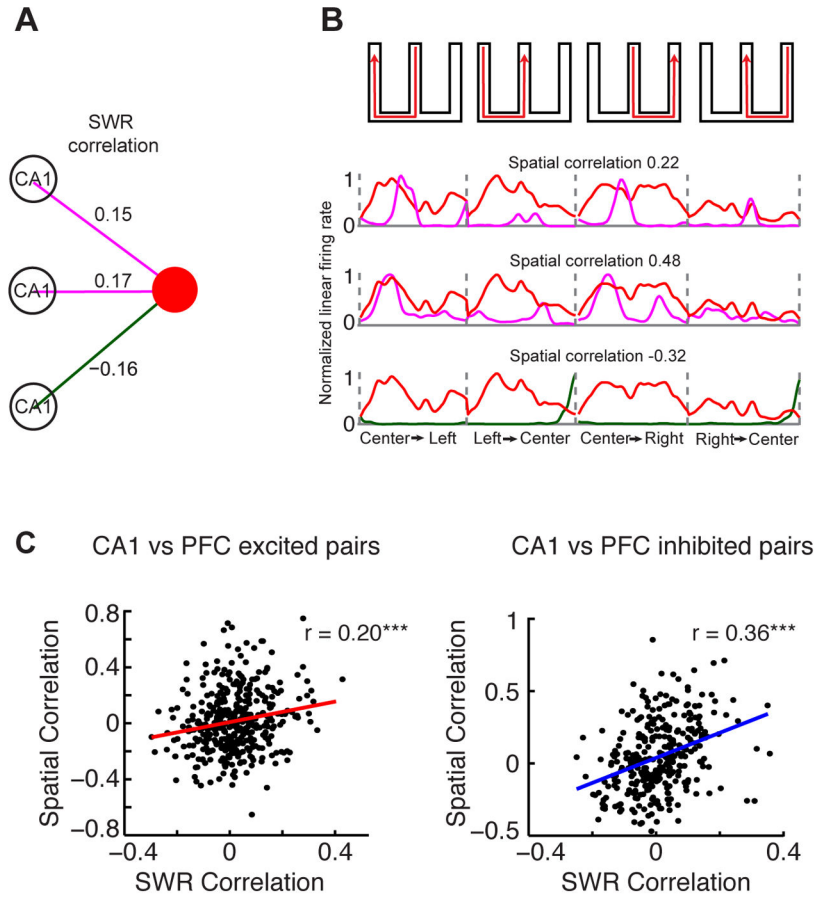 A
SWR
correlation
CA1
0.15
CA1
0.17
−0.16
CA1
B
Normalized linear firing rate
Spatial correlation 0.22
1
0
Spatial correlation 0.48
1
0
Spatial correlation -0.32
1
0
Center → Left
Left → Center
Center → Right
Right → Center
C
CA1 vs PFC excited pairs
r = 0.20***
Spatial Correlation
0.8
0.4
0
−0.4
−0.8
−0.4
0
0.4
SWR Correlation
CA1 vs PFC inhibited pairs
r = 0.36***
Spatial Correlation
1
0.5
0
−0.5
−0.4
0
0.4
SWR Correlation